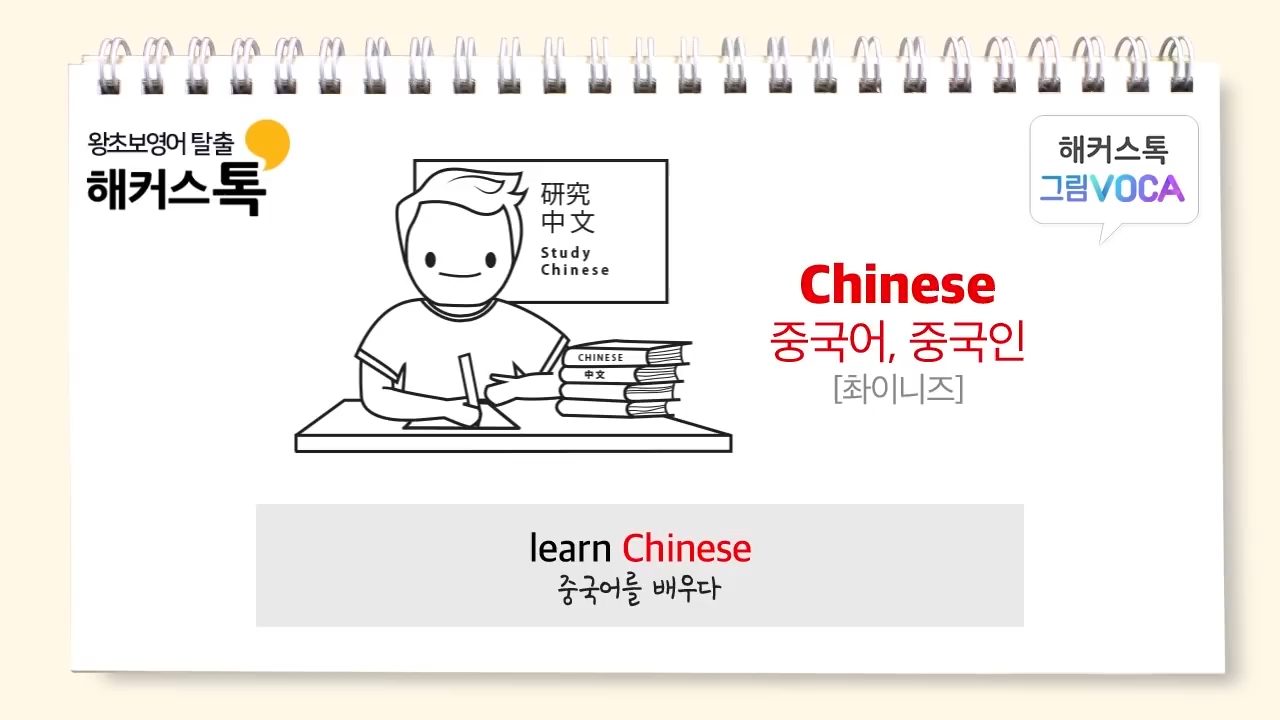 왕초보영어 탈출
해커스톡
해커스톡
그림VOCA
研究
中文
Study
Chinese
CHINESE
中文
Chinese
중국어, 중국인
[촤이니즈]
learn Chinese
중국어를 배우다